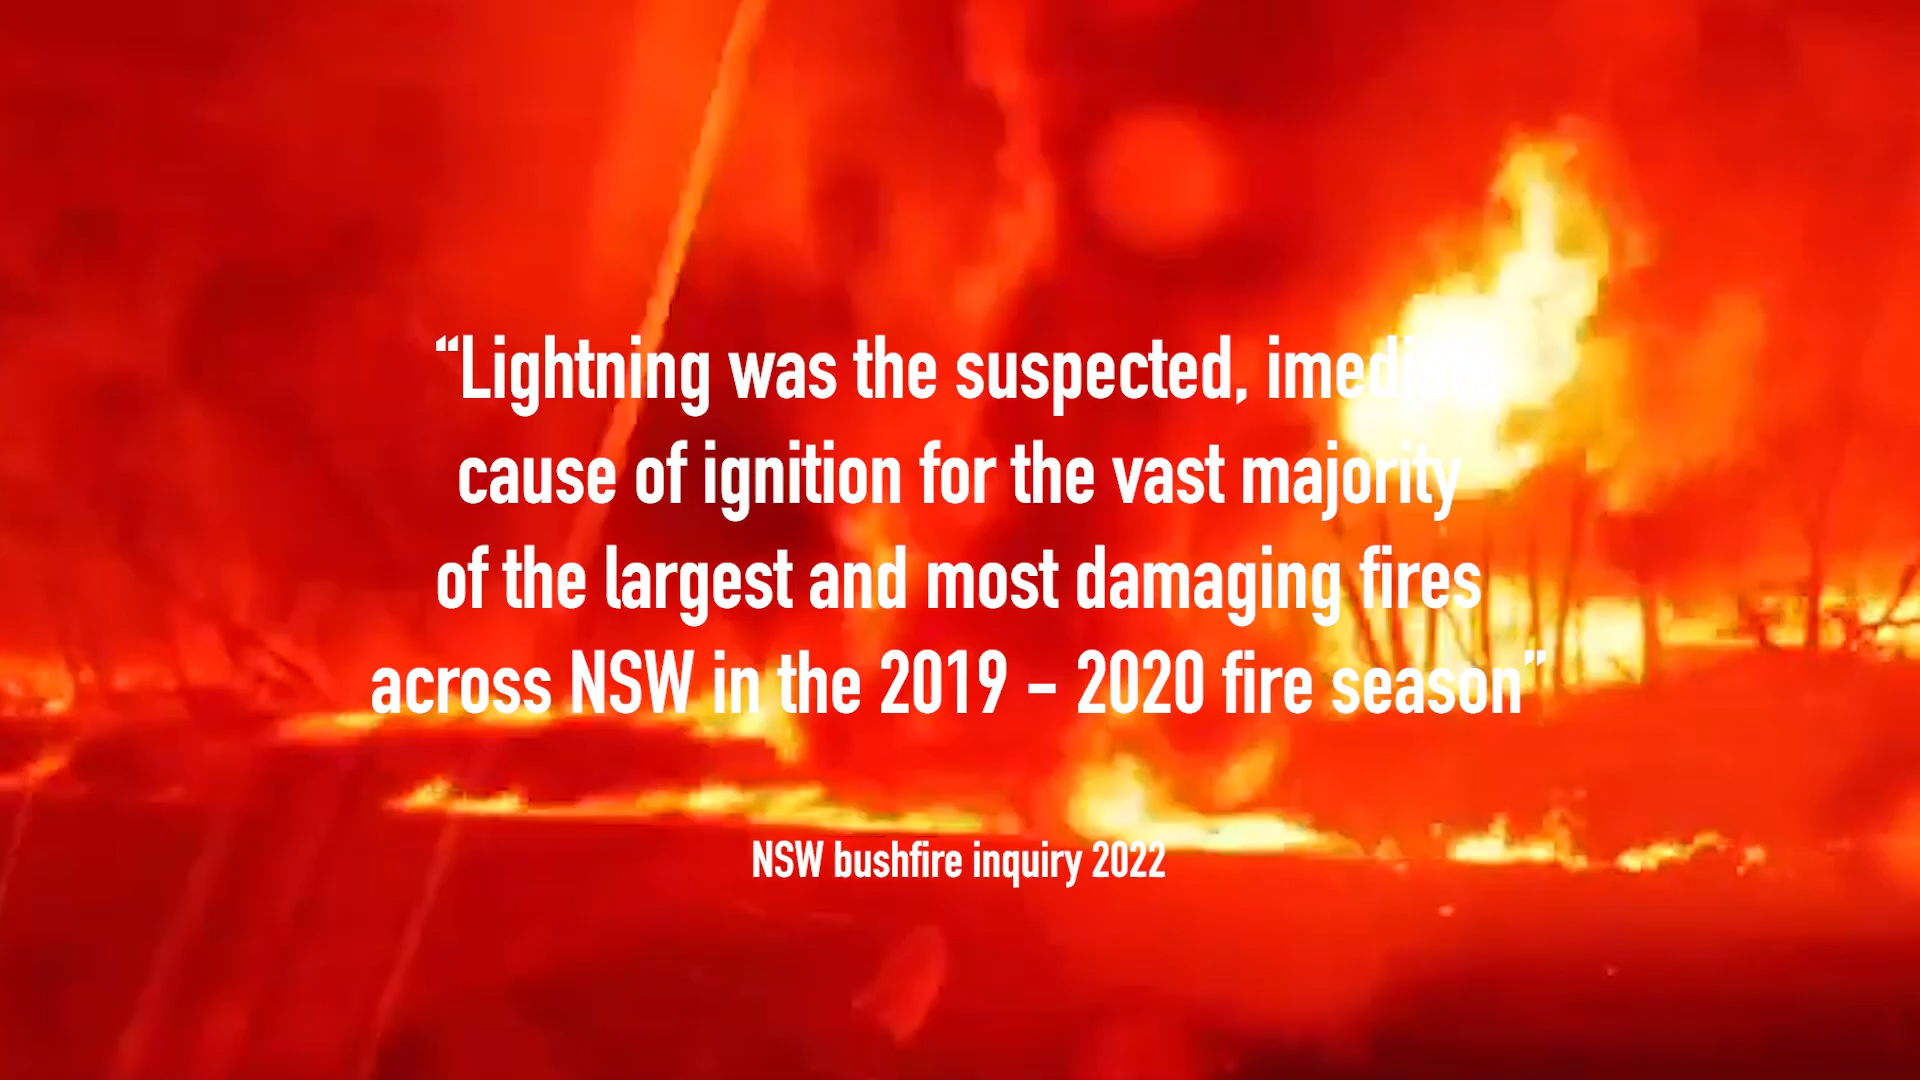 “Lightning was the suspected, imediate
cause of ignition for the vast majority
of the largest and most damaging fires
across NSW in the 2019 – 2020 fire season”
NSW bushfire inquiry 2022